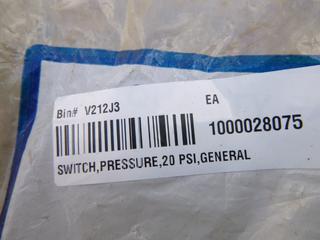 Bin# V212J3 EA
1000028075
SWITCH,PRESSURE,20 PSI,GENERAL